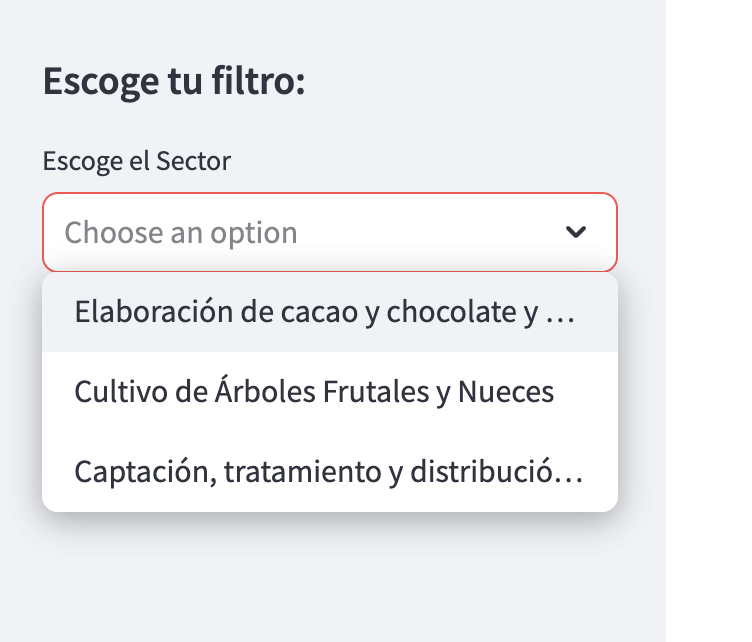 Escoge tu filtro:
Escoge el Sector
Choose an option
Elaboración de cacao y chocolate y …
Cultivo de Árboles Frutales y Nueces
Captación, tratamiento y distribució…